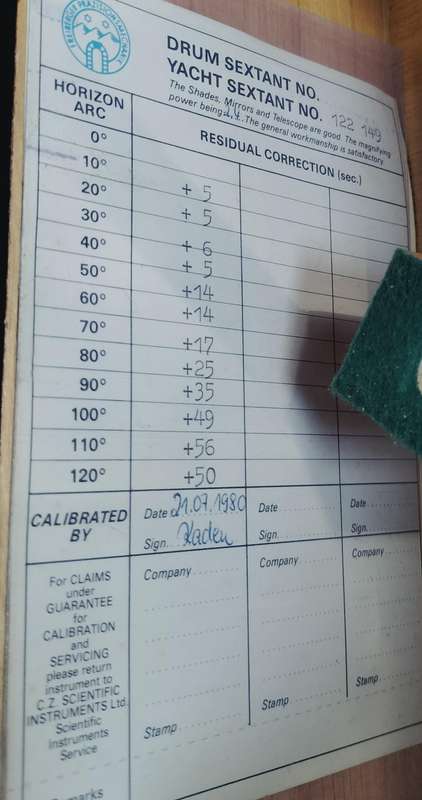 FREIBERGER PRÄZISIONSMECHANIK
DRUM SEXTANT NO.
YACHT SEXTANT NO. 122 149
The Shades, Mirrors and Telescope are good. The magnifying
power being ... The general workmanship is satisfactory.
HORIZON
ARC
RESIDUAL CORRECTION (sec.)
0°
10° + 5
20° + 5
30° + 6
40° + 5
50° +14
60° +14
70° +17
80° +25
90° +35
100° +49
110° +56
120° +50
CALIBRATED
BY
Date 21.07.1980
Sign. Kaden
Date
Sign.
Date
Sign.
For CLAIMS
under
GUARANTEE
for
CALIBRATION
and
SERVICING
please return
instrument to
C.Z. SCIENTIFIC
INSTRUMENTS Ltd
Scientific
Instruments
Service
Company
Stamp
Company
Stamp
Company
Stamp